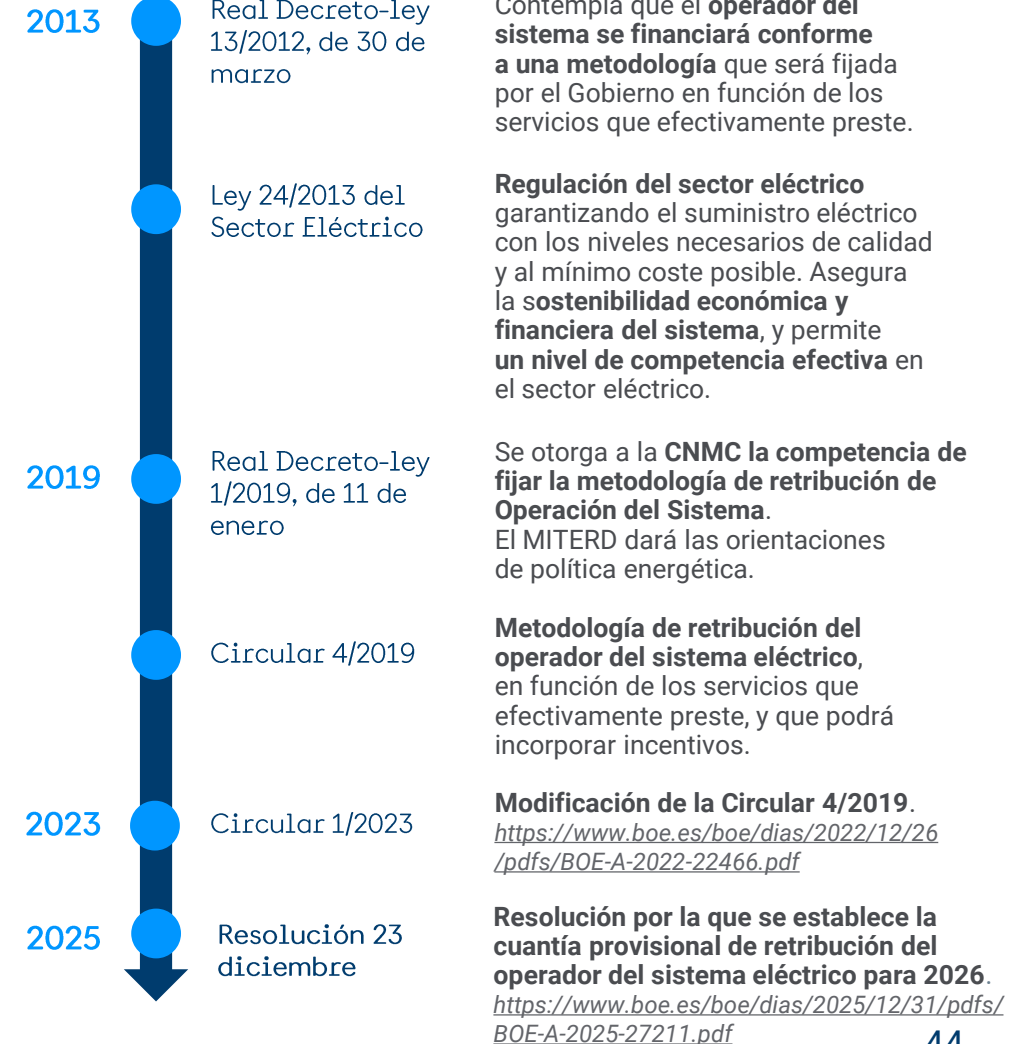 2013
Real Decreto-ley
13/2012, de 30 de
marzo
Contempla que el operador del
sistema se financiará conforme
a una metodología que será fijada
por el Gobierno en función de los
servicios que efectivamente preste.
Ley 24/2013 del
Sector Eléctrico
Regulación del sector eléctrico
garantizando el suministro eléctrico
con los niveles necesarios de calidad
y al mínimo coste posible. Asegura
la sostenibilidad económica y
financiera del sistema, y permite
un nivel de competencia efectiva en
el sector eléctrico.
2019
Real Decreto-ley
1/2019, de 11 de
enero
Se otorga a la CNMC la competencia de
fijar la metodología de retribución de
Operación del Sistema.
El MITERD dará las orientaciones
de política energética.
Circular 4/2019
Metodología de retribución del
operador del sistema eléctrico,
en función de los servicios que
efectivamente preste, y que podrá
incorporar incentivos.
2023
Circular 1/2023
Modificación de la Circular 4/2019.
https://www.boe.es/boe/dias/2022/12/26
/pdfs/BOE-A-2022-22466.pdf
2025
Resolución 23
diciembre
Resolución por la que se establece la
cuantía provisional de retribución del
operador del sistema eléctrico para 2026.
https://www.boe.es/boe/dias/2025/12/31/pdfs/
BOE-A-2025-27211.pdf
44